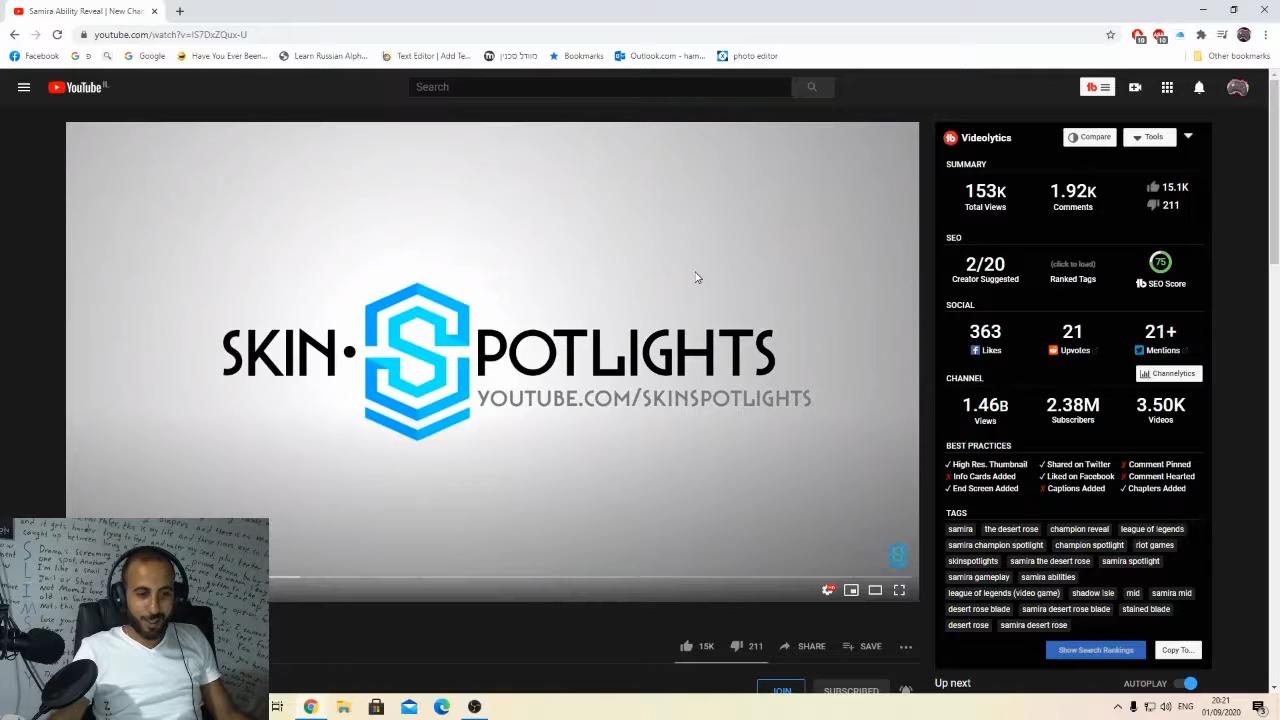 Samira Ability Reveal | New Cha
youtube.com/watch?v=IS7DxZQux-U
10
10
Facebook
G פ
Google
Have You Ever Been...
Learn Russian Alph...
Text Editor | Add Te...
Bookmarks
Outlook.com - ham...
photo editor
Other bookmarks
YouTube IL
Search
SKIN·SPOTLIGHTS
YOUTUBE.COM/SKINSPOTLIGHTS
15K
211
SHARE
SAVE
JOIN
SUBSCRIBED
Videolytics
Compare
Tools
SUMMARY
153K
1.92K
15.1K
211
Total Views
Comments
SEO
2/20
(click to load)
75
Creator Suggested
Ranked Tags
SEO Score
SOCIAL
363
21
21+
Likes
Upvotes
Mentions
CHANNEL
Channelytics
1.46B
2.38M
3.50K
Views
Subscribers
Videos
BEST PRACTICES
✓ High Res. Thumbnail ✓ Shared on Twitter ✗ Comment Pinned
✗ Info Cards Added ✓ Liked on Facebook ✗ Comment Hearted
✓ End Screen Added ✗ Captions Added ✓ Chapters Added
TAGS
samira the desert rose champion reveal league of legends
samira champion spotlight champion spotlight riot games
skinspotlights samira the desert rose samira spotlight
samira gameplay samira abilities
league of legends (video game) shadow isle mid samira mid
desert rose blade samira desert rose blade stained blade
desert rose samira desert rose
Show Search Rankings
Copy To...
Up next
AUTOPLAY
ENG
20:21
01/09/2020
3